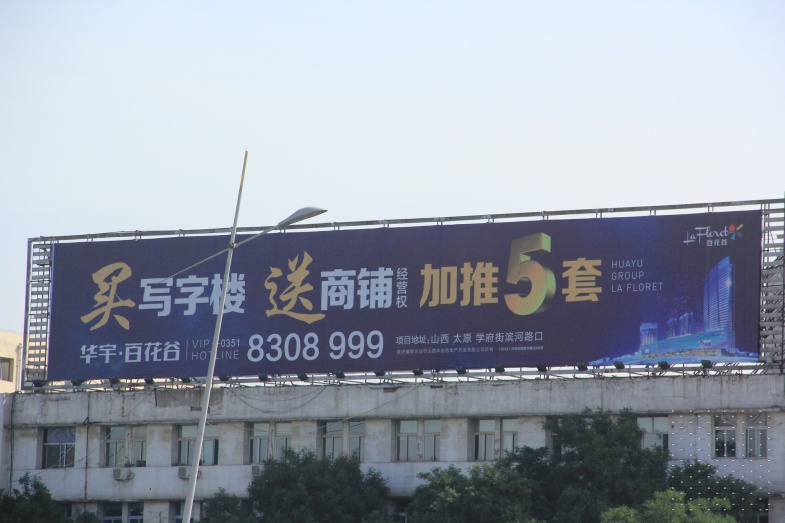 买写字楼 送商铺 经营权 加推5套
HUAYU
GROUP
LA FLORET
La Floret
百花谷
华宇·百花谷
VIP 0351
HOTLINE
8308 999
项目地址：山西 太原 学府街滨河路口